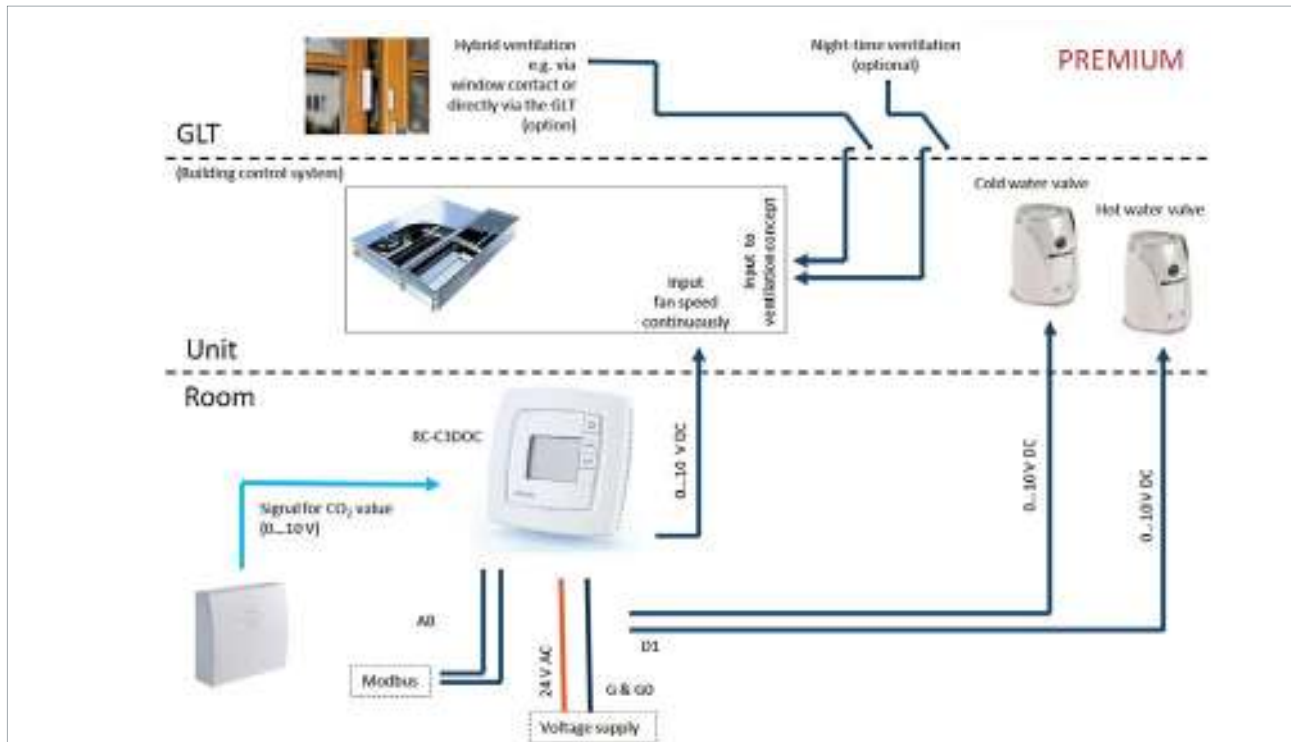 Hybrid ventilation
e.g. via
window contact or
directly via the GLT
(option)
Night-time ventilation
(optional)
PREMIUM
GLT
(Building control system)
Cold water valve
Hot water valve
Input to
ventilation concept
Input
fan speed
continuously
Unit
Room
RC-C3DOC
0...10 V DC
0...10 V DC
0...10 V DC
Signal for CO₂ value
(0...10 V)
A0
D1
Modbus
24 V AC
G & G0
Voltage supply